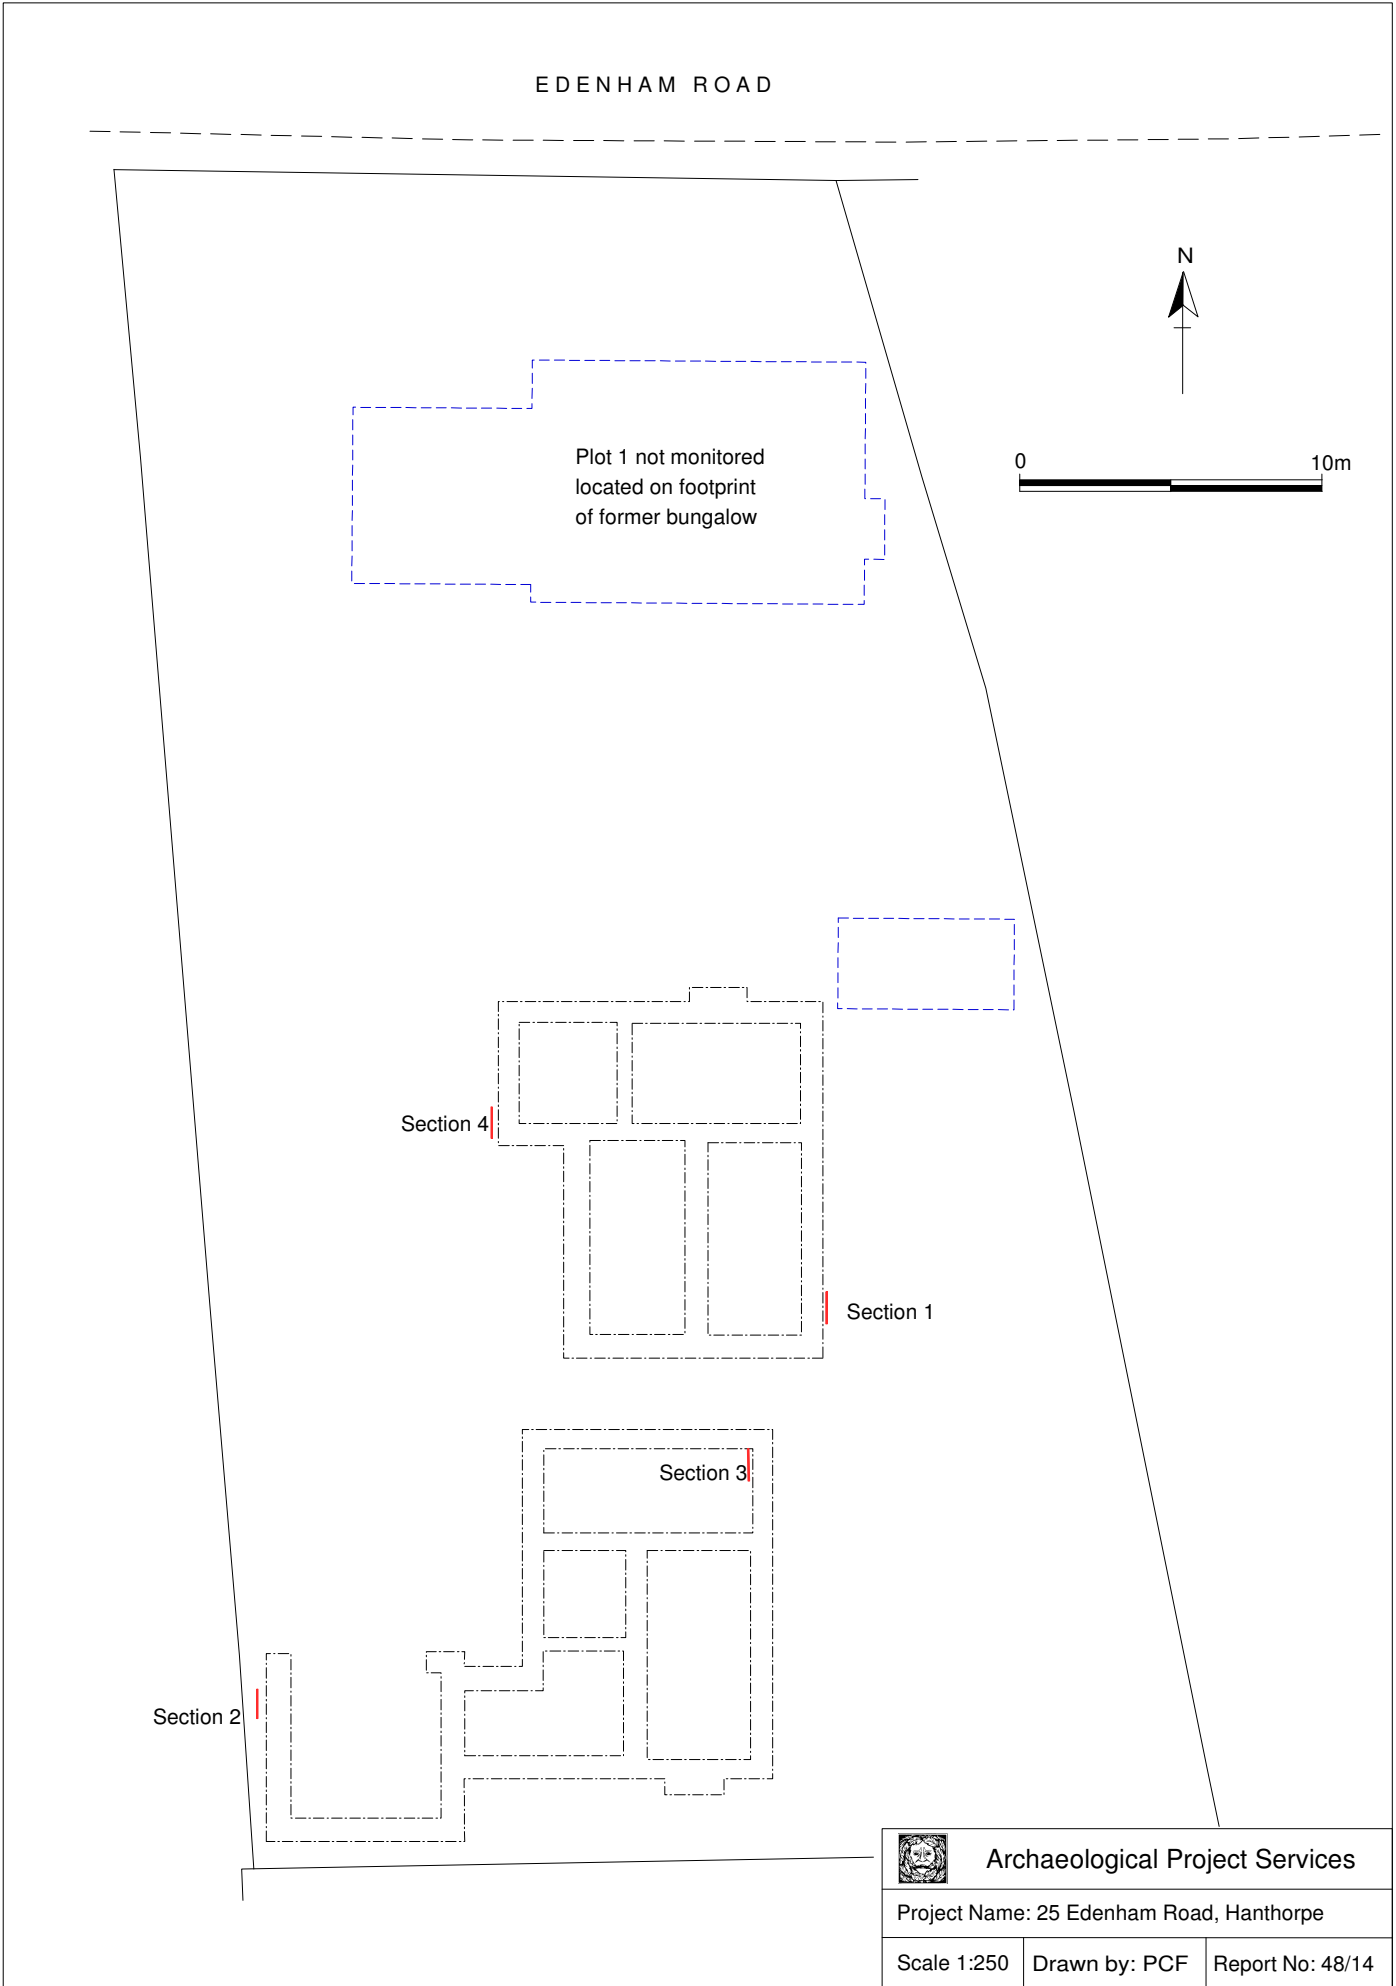 EDENHAM ROAD
N
0 10m
Plot 1 not monitored
located on footprint
of former bungalow
Section 4
Section 1
Section 3
Section 2
Archaeological Project Services
Project Name: 25 Edenham Road, Hanthorpe
Scale 1:250 Drawn by: PCF Report No: 48/14